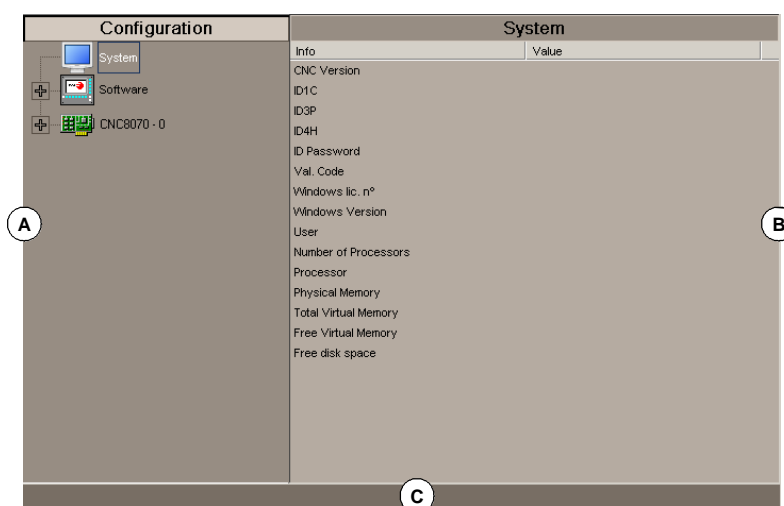 Configuration
System
System
Software
CNC8070 - 0
Info Value
CNC Version
ID1C
ID3P
ID4H
ID Password
Val. Code
Windows lic. nº
Windows Version
User
Number of Processors
Processor
Physical Memory
Total Virtual Memory
Free Virtual Memory
Free disk space
A
B
C